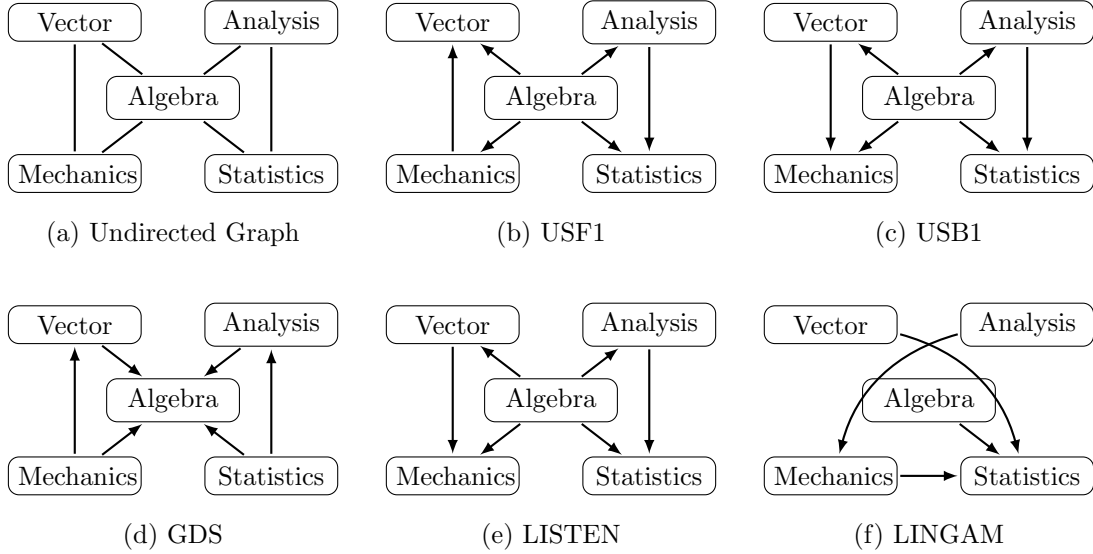 Vector Analysis
Algebra
Mechanics Statistics
(a) Undirected Graph
Vector Analysis
Algebra
Mechanics Statistics
(b) USF1
Vector Analysis
Algebra
Mechanics Statistics
(c) USB1
Vector Analysis
Algebra
Mechanics Statistics
(d) GDS
Vector Analysis
Algebra
Mechanics Statistics
(e) LISTEN
Vector Analysis
Algebra
Mechanics Statistics
(f) LINGAM